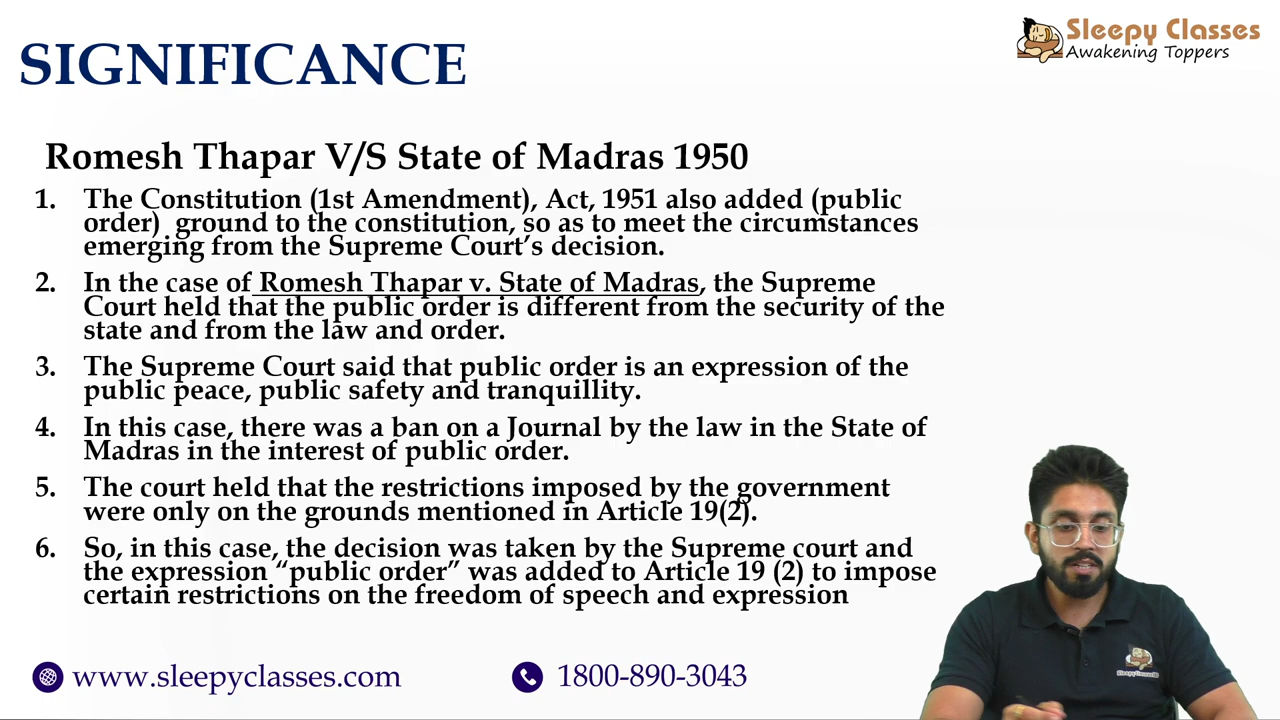 SIGNIFICANCE
Sleepy Classes
Awakening Toppers
Romesh Thapar V/S State of Madras 1950
1. The Constitution (1st Amendment), Act, 1951 also added (public
order) ground to the constitution, so as to meet the circumstances
emerging from the Supreme Court’s decision.
2. In the case of Romesh Thapar v. State of Madras, the Supreme
Court held that the public order is different from the security of the
state and from the law and order.
3. The Supreme Court said that public order is an expression of the
public peace, public safety and tranquillity.
4. In this case, there was a ban on a Journal by the law in the State of
Madras in the interest of public order.
5. The court held that the restrictions imposed by the government
were only on the grounds mentioned in Article 19(2).
6. So, in this case, the decision was taken by the Supreme court and
the expression “public order” was added to Article 19 (2) to impose
certain restrictions on the freedom of speech and expression
www.sleepyclasses.com
1800-890-3043